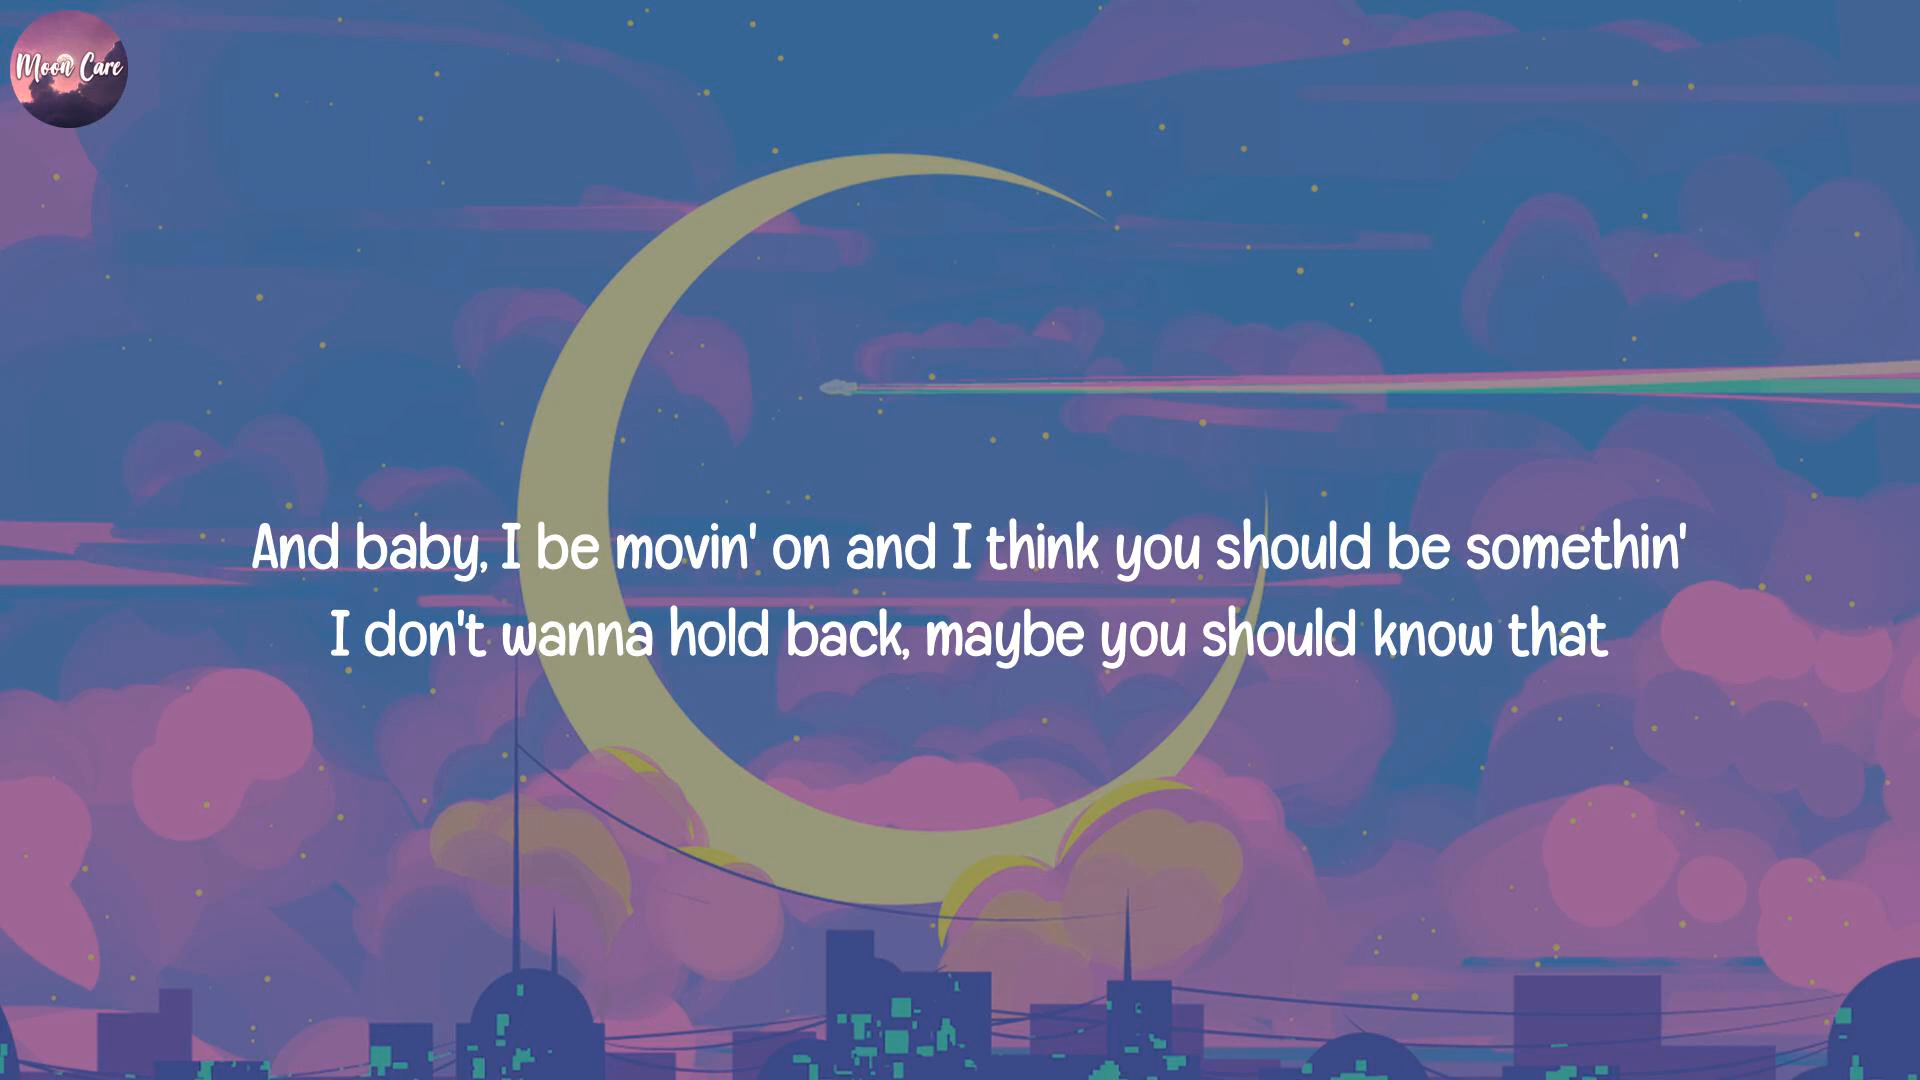 Moon Care
And baby, I be movin' on and I think you should be somethin'
I don't wanna hold back, maybe you should know that